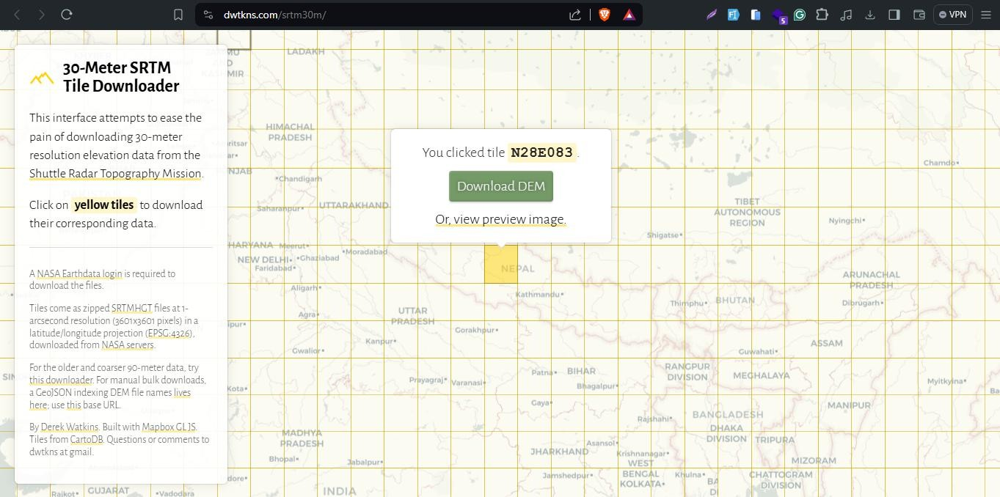 dwtkns.com/srtm30m/
5
VPN
30-Meter SRTM
Tile Downloader
This interface attempts to ease the
pain of downloading 30-meter
resolution elevation data from the
Shuttle Radar Topography Mission.
Click on yellow tiles to download
their corresponding data.
A NASA Earthdata login is required to
download the files.
Tiles come as zipped SRTMHGT files at 1-
arcsecond resolution (3601x3601 pixels) in a
latitude/longitude projection (EPSG:4326),
downloaded from NASA servers.
For the older and coarser 90-meter data, try
this downloader. For manual bulk downloads,
a GeoJSON indexing DEM file names lives
here; use this base URL.
By Derek Watkins. Built with Mapbox GL JS.
Tiles from CartoDB. Questions or comments to
dwtkns at gmail.
You clicked tile N28E083.
Download DEM
Or, view preview image.
LADAKH
HIMACHAL
PRADESH
Chandigarh
UTTARAKHAND
Saharanpur
HARYANA
Meerut
Moradabad
NEW DELHI
Ghaziabad
Faridabad
Aligarh
Agra
UTTAR
PRADESH
Gorakhpur
Kanpur
Gwalior
NEPAL
Kathmandu
Chamdo
TIBET
AUTONOMOUS
REGION
Nyingchi
Shigatse
ARUNACHAL
PRADESH
Dibrugarh
Thimphu
BHUTAN
ASSAM
Guwahati
RANGPUR
DIVISION
MEGHALAYA
Myitkyina
Ba
Kota
Prayagraj
Varanasi
Patna
BIHAR
Bhagalpur
Gaya
Rajshahi
BANGLADESH
DHAKA
DIVISION
TRIPURA
MANIPUR
MIZORAM
MADHYA
PRADESH
Bhopal
Jabalpur
JHARKHAND
Asansol
Krishnanagar
WEST
BENGAL
KOLKATA
Khulna
BA
DI
CHATTOGRAM
DIVISION
Jamshedpur
dore
Rajkot
GUJARAT
Vadodara
INDIA